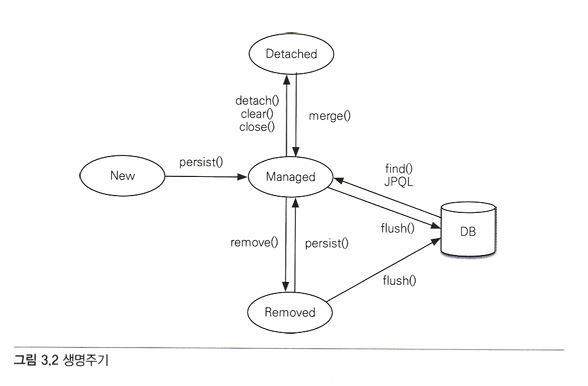 Detached
detach()
clear()
close()
merge()
New
persist()
Managed
find()
JPQL
flush()
DB
remove()
persist()
flush()
Removed
그림 3.2 생명주기